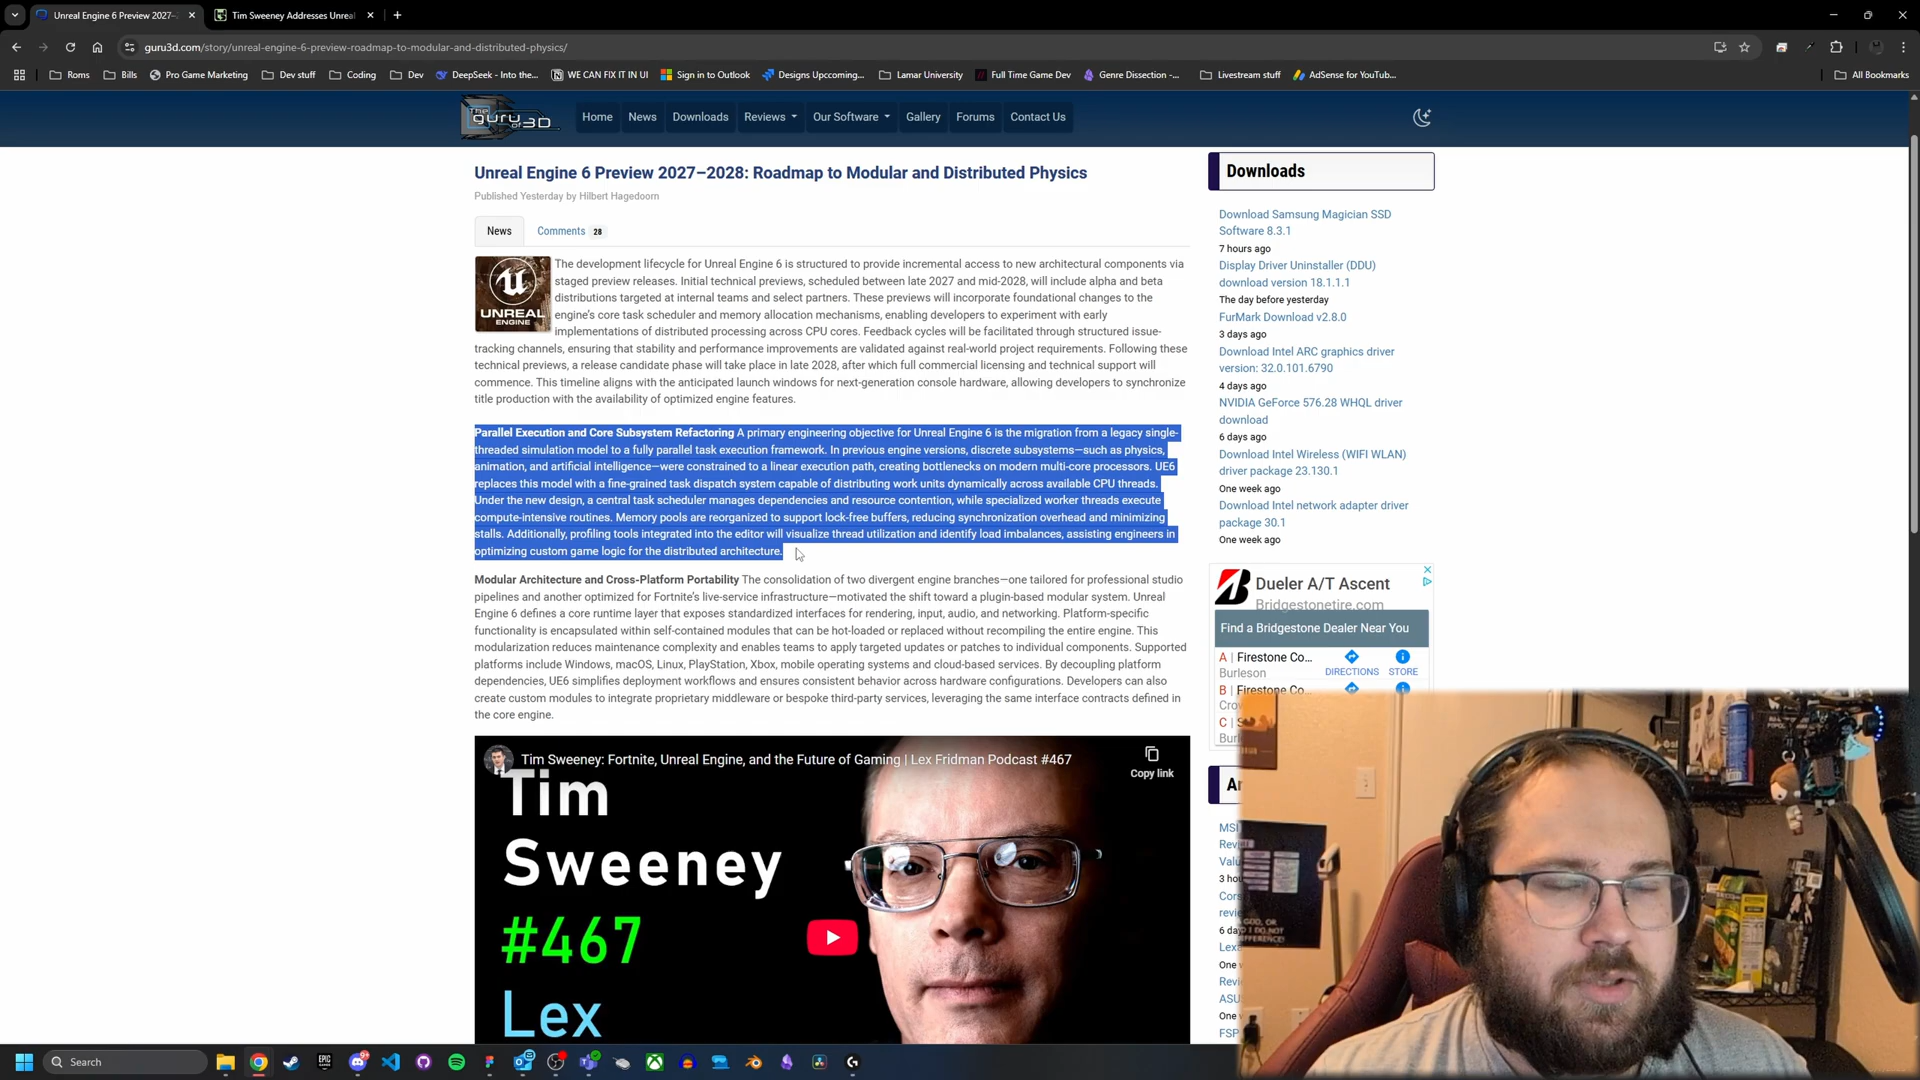 Unreal Engine 6 Preview 2027–
Tim Sweeney Addresses Unreal
guru3d.com/story/unreal-engine-6-preview-roadmap-to-modular-and-distributed-physics/
Roms
Bills
Pro Game Marketing
Dev stuff
Coding
Dev
DeepSeek - Into the...
WE CAN FIX IT IN UI
Sign in to Outlook
Designs Upccoming...
Lamar University
Full Time Game Dev
Genre Dissection -...
Livestream stuff
AdSense for YouTub...
All Bookmarks
The
guru of 3D
Home
News
Downloads
Reviews
Our Software
Gallery
Forums
Contact Us
Unreal Engine 6 Preview 2027–2028: Roadmap to Modular and Distributed Physics
Published Yesterday by Hilbert Hagedoorn
News
Comments 28
UNREAL
ENGINE
The development lifecycle for Unreal Engine 6 is structured to provide incremental access to new architectural components via
staged preview releases. Initial technical previews, scheduled between late 2027 and mid-2028, will include alpha and beta
distributions targeted at internal teams and select partners. These previews will incorporate foundational changes to the
engine's core task scheduler and memory allocation mechanisms, enabling developers to experiment with early
implementations of distributed processing across CPU cores. Feedback cycles will be facilitated through structured issue-
tracking channels, ensuring that stability and performance improvements are validated against real-world project requirements. Following these
technical previews, a release candidate phase will take place in late 2028, after which full commercial licensing and technical support will
commence. This timeline aligns with the anticipated launch windows for next-generation console hardware, allowing developers to synchronize
title production with the availability of optimized engine features.
Parallel Execution and Core Subsystem Refactoring A primary engineering objective for Unreal Engine 6 is the migration from a legacy single-
threaded simulation model to a fully parallel task execution framework. In previous engine versions, discrete subsystems—such as physics,
animation, and artificial intelligence—were constrained to a linear execution path, creating bottlenecks on modern multi-core processors. UE6
replaces this model with a fine-grained task dispatch system capable of distributing work units dynamically across available CPU threads.
Under the new design, a central task scheduler manages dependencies and resource contention, while specialized worker threads execute
compute-intensive routines. Memory pools are reorganized to support lock-free buffers, reducing synchronization overhead and minimizing
stalls. Additionally, profiling tools integrated into the editor will visualize thread utilization and identify load imbalances, assisting engineers in
optimizing custom game logic for the distributed architecture.
Modular Architecture and Cross-Platform Portability The consolidation of two divergent engine branches—one tailored for professional studio
pipelines and another optimized for Fortnite's live-service infrastructure—motivated the shift toward a plugin-based modular system. Unreal
Engine 6 defines a core runtime layer that exposes standardized interfaces for rendering, input, audio, and networking. Platform-specific
functionality is encapsulated within self-contained modules that can be hot-loaded or replaced without recompiling the entire engine. This
modularization reduces maintenance complexity and enables teams to apply targeted updates or patches to individual components. Supported
platforms include Windows, macOS, Linux, PlayStation, Xbox, mobile operating systems and cloud-based services. By decoupling platform
dependencies, UE6 simplifies deployment workflows and ensures consistent behavior across hardware configurations. Developers can also
create custom modules to integrate proprietary middleware or bespoke third-party services, leveraging the same interface contracts defined in
the core engine.
Tim Sweeney: Fortnite, Unreal Engine, and the Future of Gaming | Lex Fridman Podcast #467
Copy link
Tim
Sweeney
#467
Lex
Downloads
Download Samsung Magician SSD
Software 8.3.1
7 hours ago
Display Driver Uninstaller (DDU)
download version 18.1.1.1
The day before yesterday
FurMark Download v2.8.0
3 days ago
Download Intel ARC graphics driver
version: 32.0.101.6790
4 days ago
NVIDIA GeForce 576.28 WHQL driver
download
6 days ago
Download Intel Wireless (WIFI WLAN)
driver package 23.130.1
One week ago
Download Intel network adapter driver
package 30.1
One week ago
Dueler A/T Ascent
Bridgestonetire.com
Find a Bridgestone Dealer Near You
A | Firestone Co...
Burleson
DIRECTIONS
STORE
B | Firestone Co...
Crow
C | S
Burl
Ar
MSI
Revi
Valu
3 hou
Cors
revie
6 day
Lexa
One w
Revi
ASUS
One w
FSP
GOD, OR
I DO NOT
DIFFERENCE!
Search
EPIC
GAMES